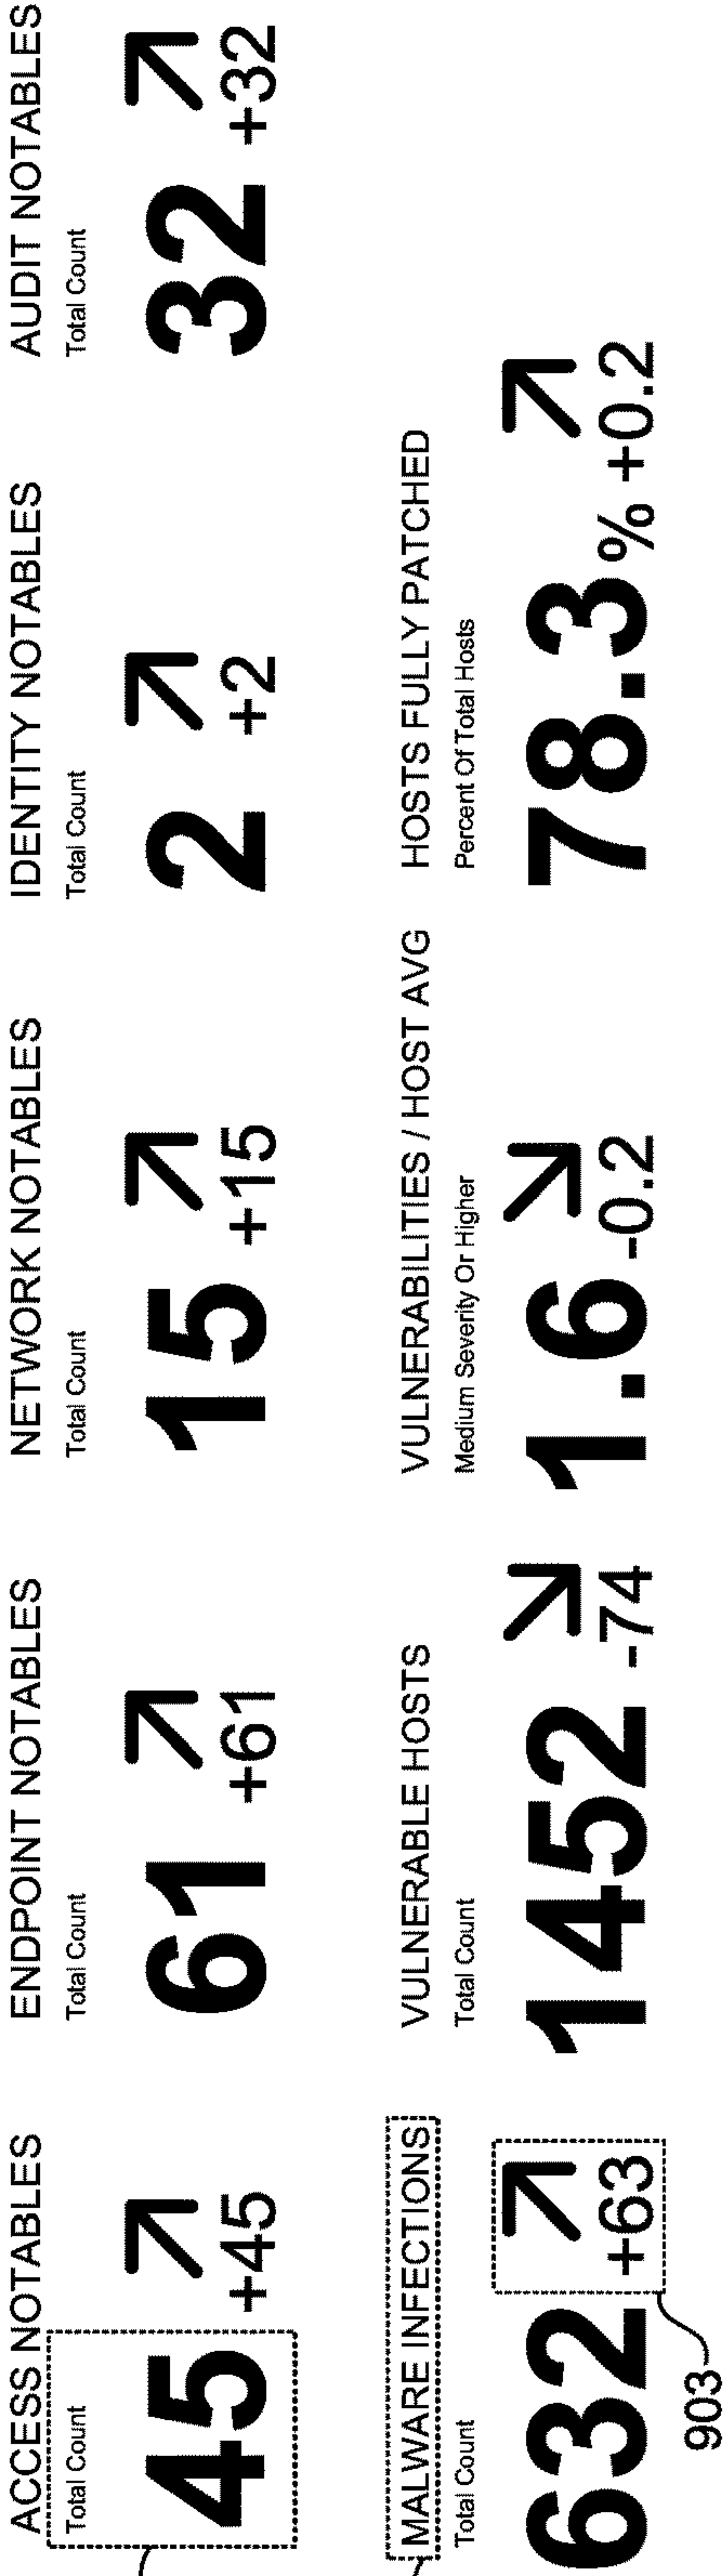 ACCESS NOTABLES
Total Count
45 +45
ENDPOINT NOTABLES
Total Count
61 +61
NETWORK NOTABLES
Total Count
15 +15
IDENTITY NOTABLES
Total Count
2 +2
AUDIT NOTABLES
Total Count
32 +32
MALWARE INFECTIONS
Total Count
632 +63
903
VULNERABLE HOSTS
Total Count
1452 -74
VULNERABILITIES / HOST AVG
Medium Severity Or Higher
1.6 -0.2
HOSTS FULLY PATCHED
Percent Of Total Hosts
78.3% +0.2